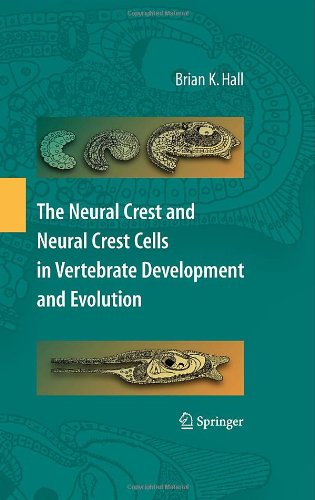 Brian K. Hall
The Neural Crest and
Neural Crest Cells
in Vertebrate Development
and Evolution
Springer